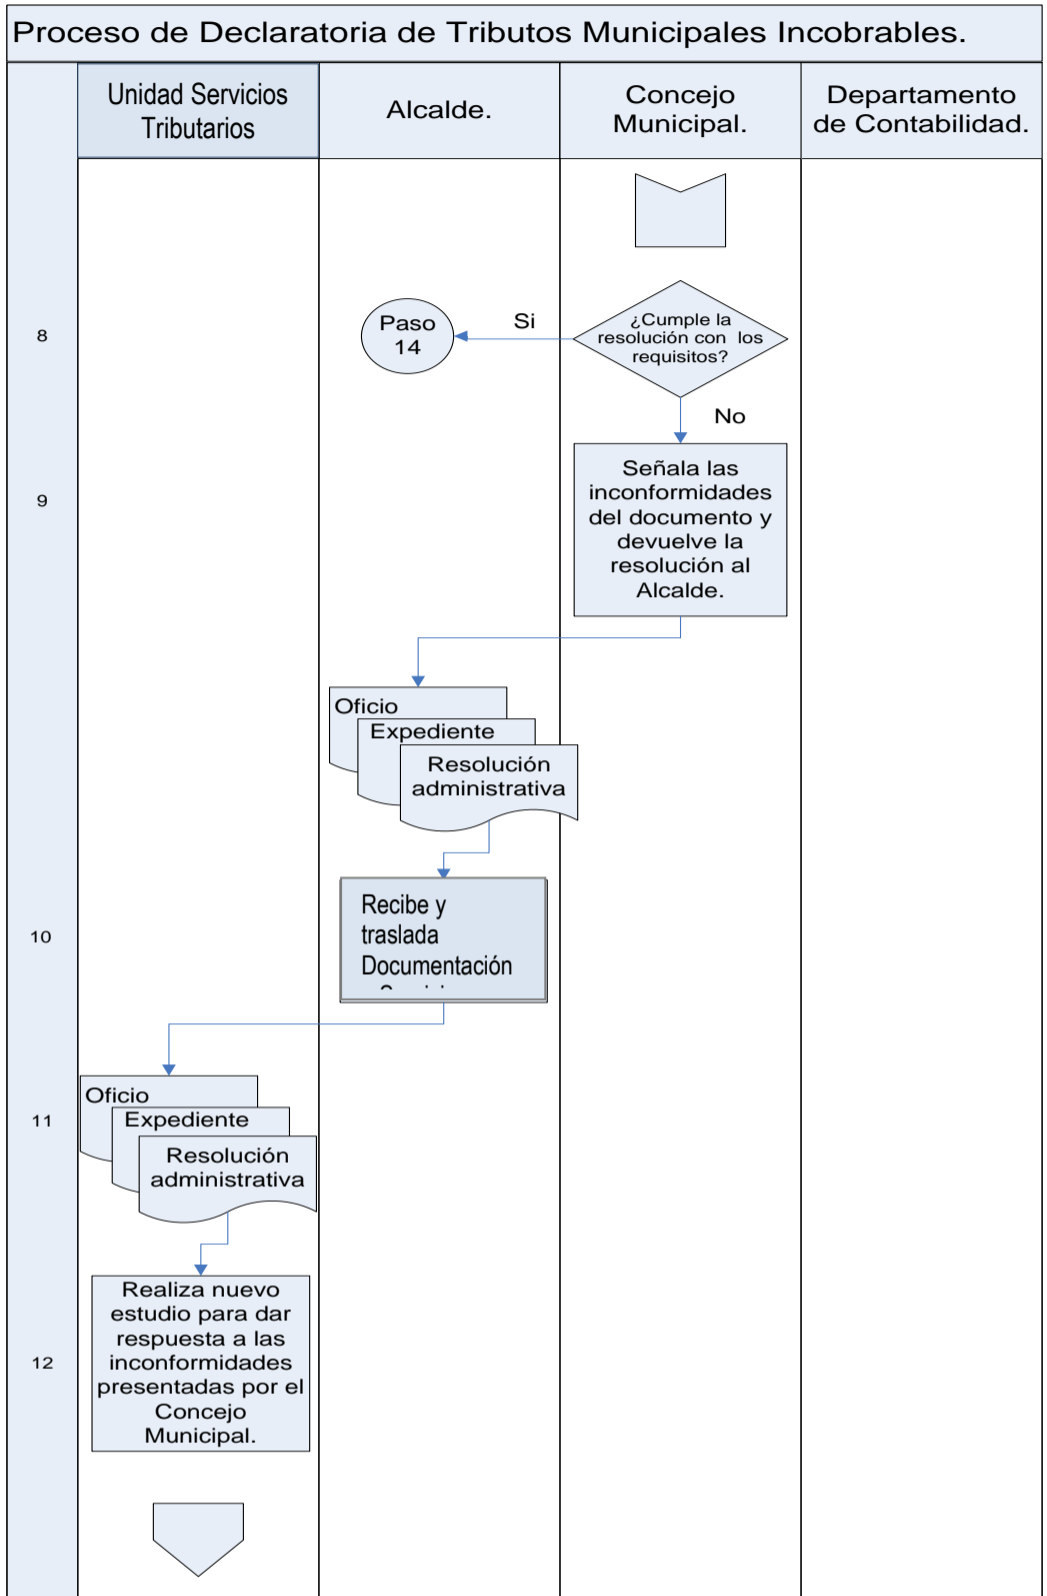 Proceso de Declaratoria de Tributos Municipales Incobrables.
Unidad Servicios
Tributarios
Alcalde.
Concejo
Municipal.
Departamento
de Contabilidad.
8
Paso
14
Si
¿Cumple la
resolución con los
requisitos?
No
9
Señala las
inconformidades
del documento y
devuelve la
resolución al
Alcalde.
Oficio
Expediente
Resolución
administrativa
10
Recibe y
traslada
Documentación
11
Oficio
Expediente
Resolución
administrativa
12
Realiza nuevo
estudio para dar
respuesta a las
inconformidades
presentadas por el
Concejo
Municipal.